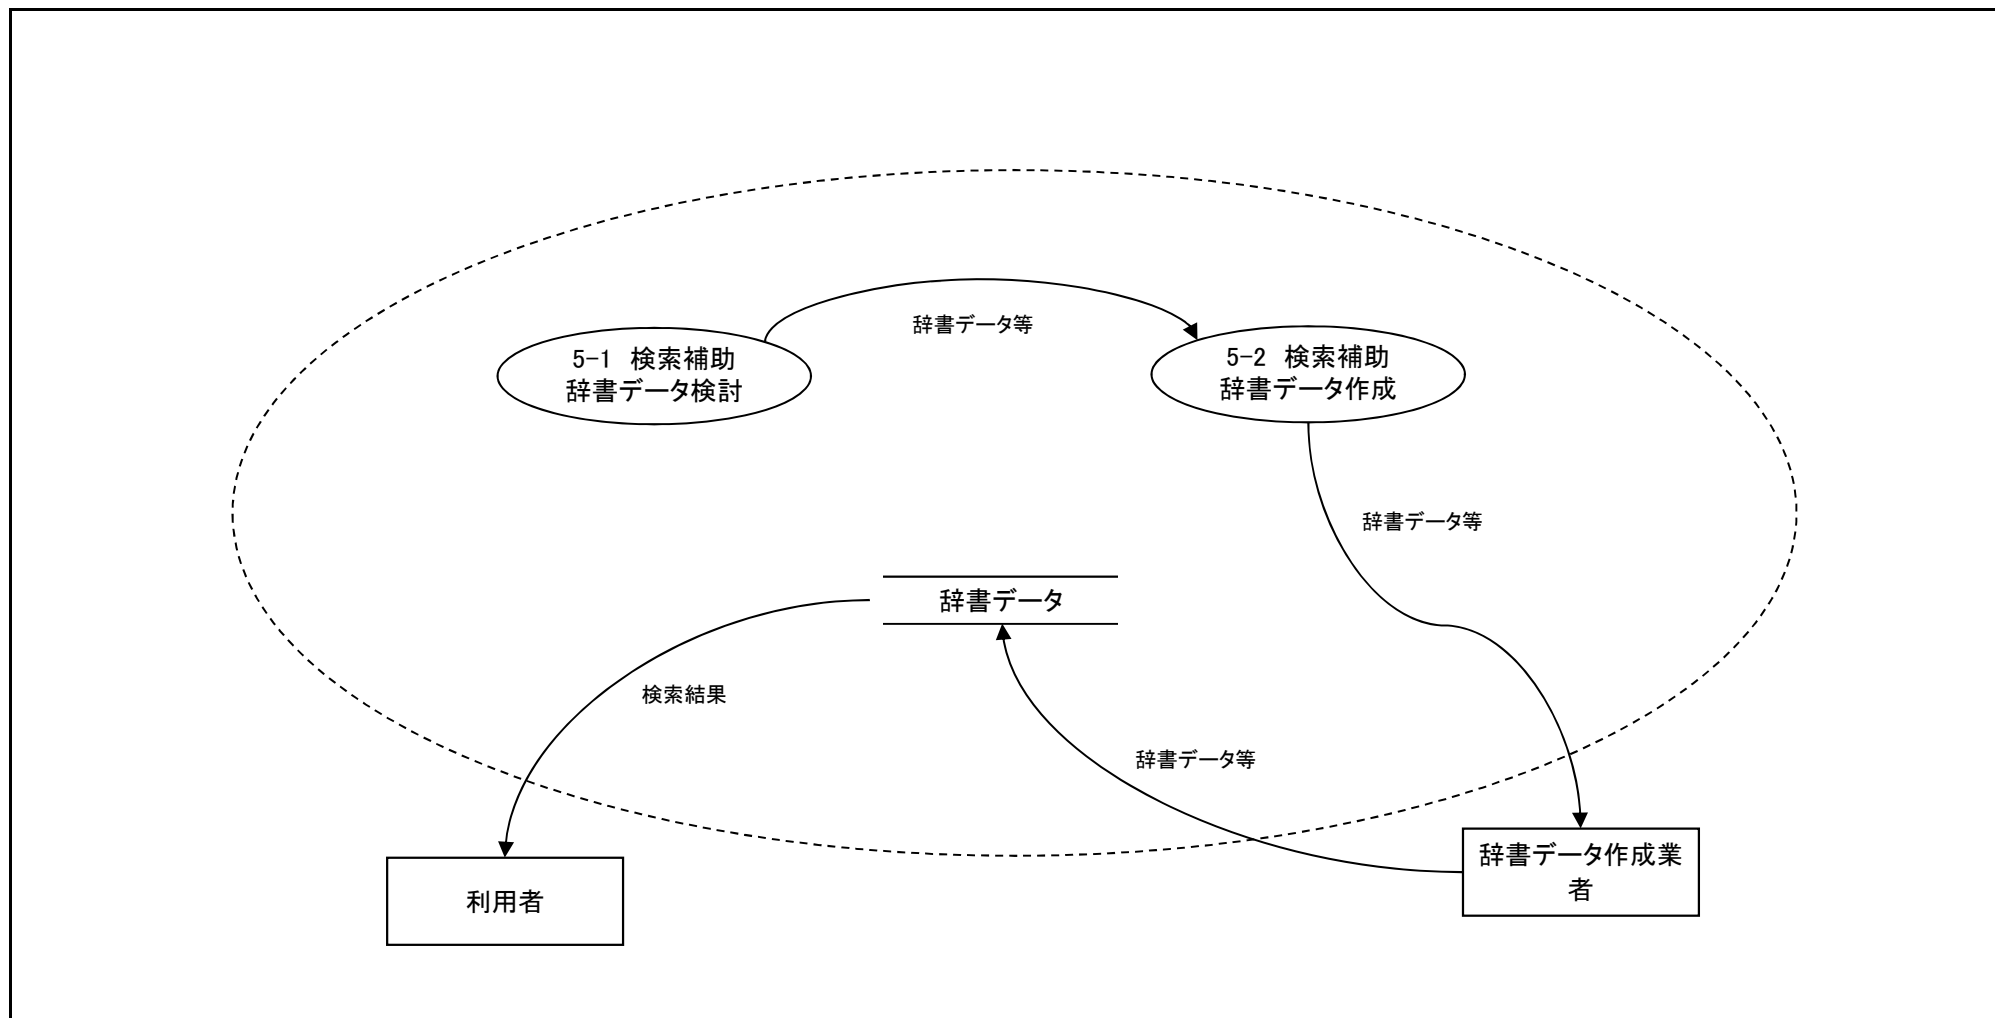 辞書データ等
5-1 検索補助
辞書データ検討
5-2 検索補助
辞書データ作成
辞書データ等
辞書データ
検索結果
辞書データ等
辞書データ作成業
者
利用者